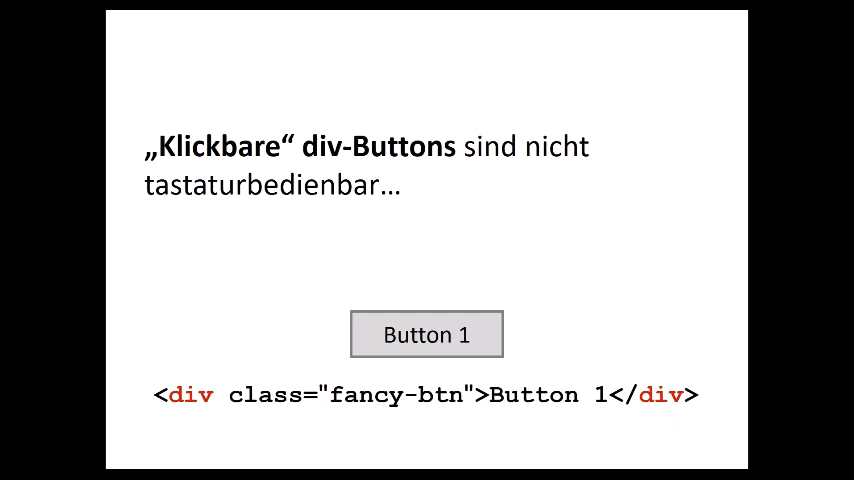 „Klickbare“ div-Buttons sind nicht
tastaturbedienbar…
Button 1
<div class="fancy-btn">Button 1</div>